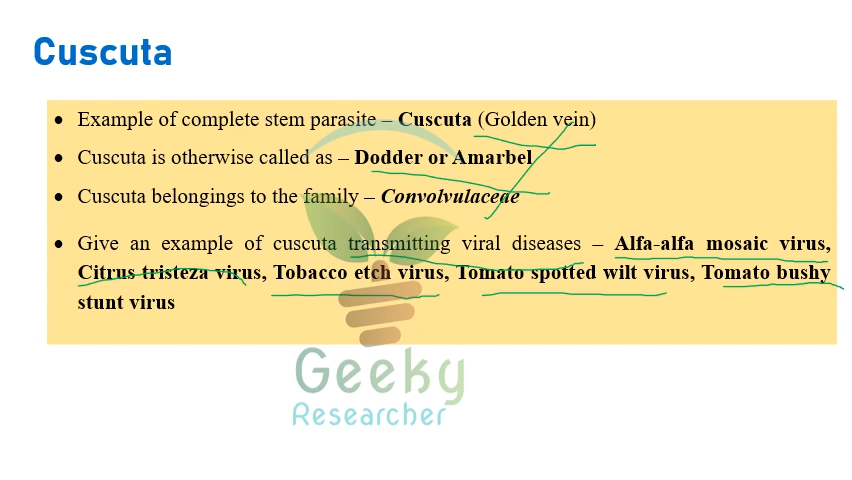 Cuscuta
• Example of complete stem parasite – Cuscuta (Golden vein)
• Cuscuta is otherwise called as – Dodder or Amarbel
• Cuscuta belongings to the family – Convolvulaceae
• Give an example of cuscuta transmitting viral diseases – Alfa-alfa mosaic virus,
Citrus tristeza virus, Tobacco etch virus, Tomato spotted wilt virus, Tomato bushy
stunt virus
Geeky
Researcher